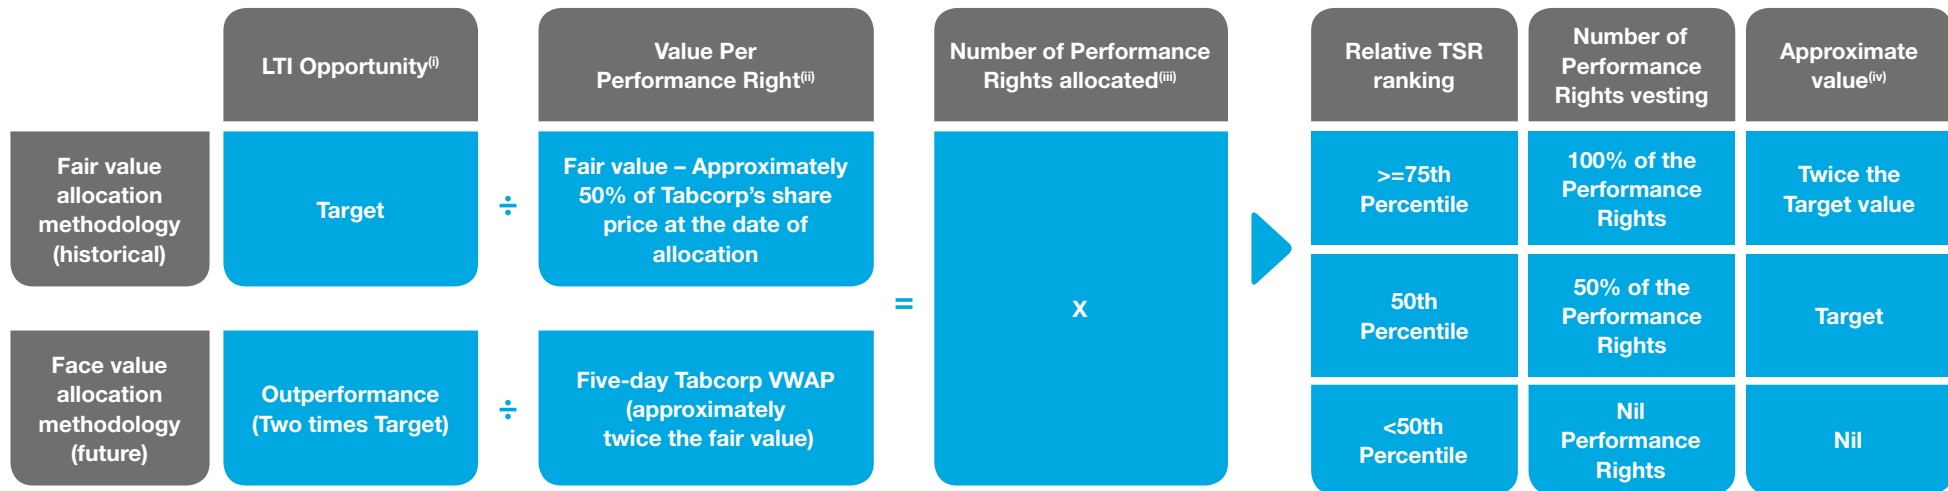 LTI Opportunity(i)
Value Per
Performance Right(ii)
Number of Performance
Rights allocated(iii)
Relative TSR
ranking
Number of
Performance
Rights vesting
Approximate
value(iv)
Fair value
allocation
methodology
(historical)
Target
÷
Fair value – Approximately
50% of Tabcorp's share
price at the date of
allocation
Face value
allocation
methodology
(future)
Outperformance
(Two times Target)
÷
Five-day Tabcorp VWAP
(approximately
twice the fair value)
=
X
>=75th
Percentile
100% of the
Performance
Rights
Twice the
Target value
50th
Percentile
50% of the
Performance
Rights
Target
<50th
Percentile
Nil
Performance
Rights
Nil